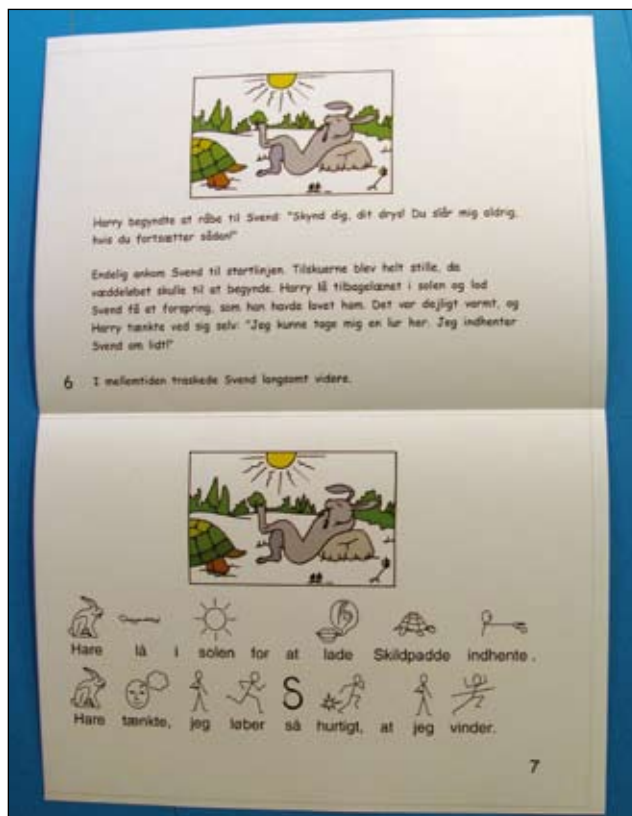 Harry begyndte at råbe til Svend: "Skynd dig, dit drys! Du slår mig aldrig,
hvis du fortsætter sådan!"
Endelig ankom Svend til startlinjen. Tilskuerne blev helt stille, da
væddeløbet skulle til at begynde. Harry lå tilbagelænet i solen og lod
Svend få et forspring, som han havde lovet ham. Det var dejligt varmt, og
Harry tænkte ved sig selv: "Jeg kunne tage mig en lur her. Jeg indhenter
Svend om lidt!"
6 I mellemtiden traskede Svend langsomt videre.
Hare lå i solen for at lade Skildpadde indhente.
S
Hare tænkte, jeg løber så hurtigt, at jeg vinder.
7